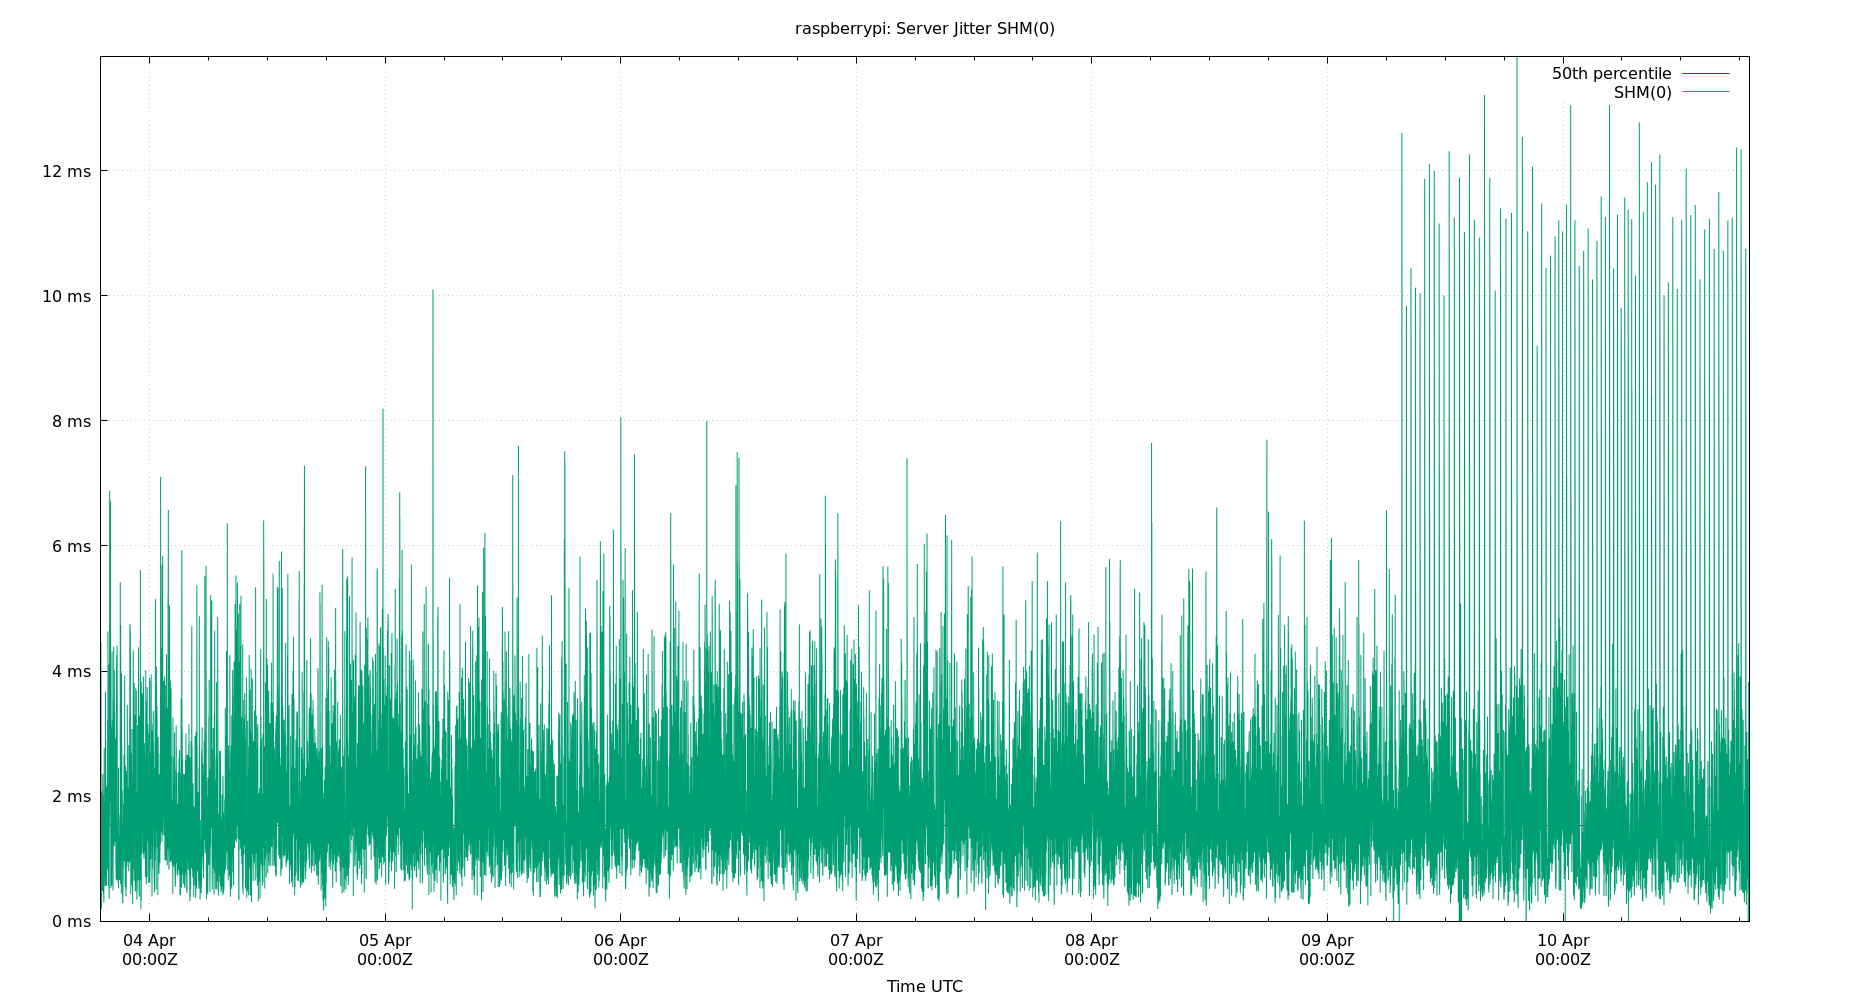 raspberrypi: Server Jitter SHM(0)
50th percentile
SHM(0)
12 ms
10 ms
8 ms
6 ms
4 ms
2 ms
0 ms
04 Apr 05 Apr 06 Apr 07 Apr 08 Apr 09 Apr 10 Apr
00:00Z 00:00Z 00:00Z 00:00Z 00:00Z 00:00Z 00:00Z
Time UTC